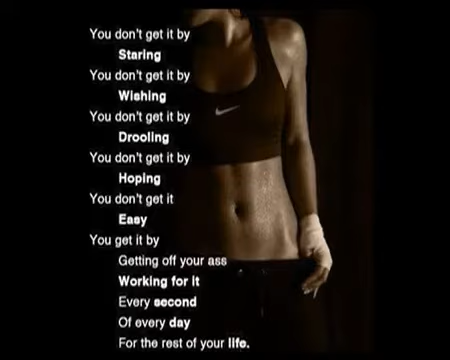 You don't get it by
Staring
You don't get it by
Wishing
You don't get it by
Drooling
You don't get it by
Hoping
You don't get it
Easy
You get it by
Getting off your ass
Working for it
Every second
Of every day
For the rest of your life.